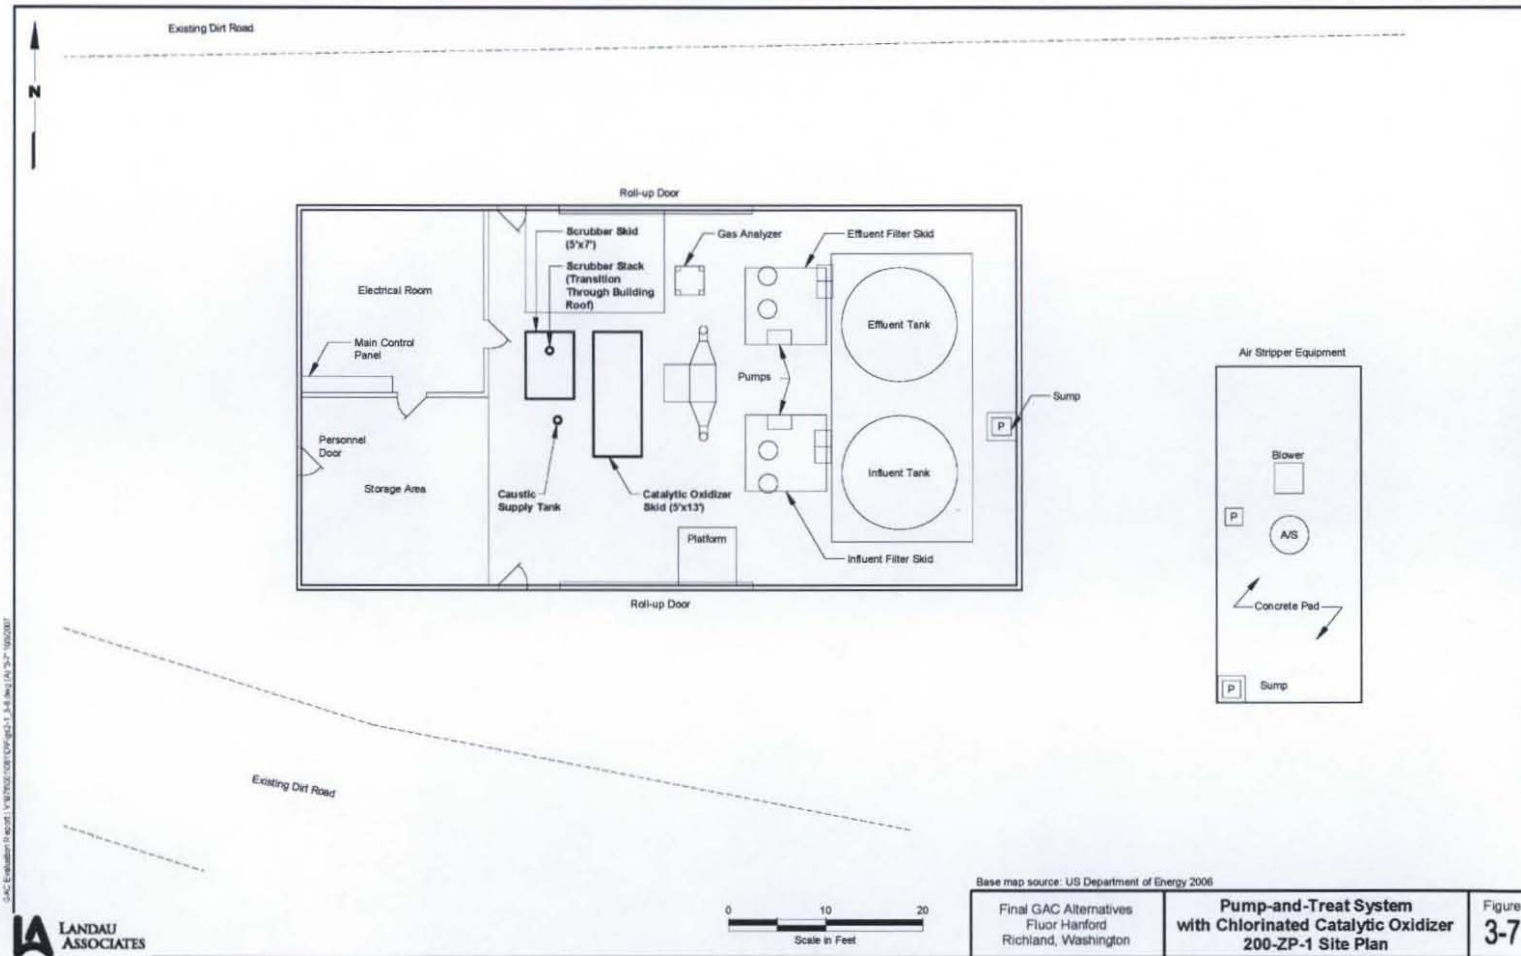 Existing Dirt Road
N
Roll-up Door
Scrubber Skid
(5'x7')
Scrubber Stack
(Transition
Through Building
Roof)
Gas Analyzer
Effluent Filter Skid
Electrical Room
Main Control
Panel
Effluent Tank
Pumps
Air Stripper Equipment
Sump
P
Personnel
Door
Storage Area
Caustic
Supply Tank
Catalytic Oxidizer
Skid (5'x13')
Influent Tank
Blower
P
A/S
Platform
Influent Filter Skid
Roll-up Door
Concrete Pad
P
Sump
Existing Dirt Road
GAC Evaluation Report
Base map source: US Department of Energy 2006
LA
LANDAU
ASSOCIATES
0 10 20
Scale in Feet
Final GAC Alternatives
Fluor Hanford
Richland, Washington
Pump-and-Treat System
with Chlorinated Catalytic Oxidizer
200-ZP-1 Site Plan
Figure
3-7